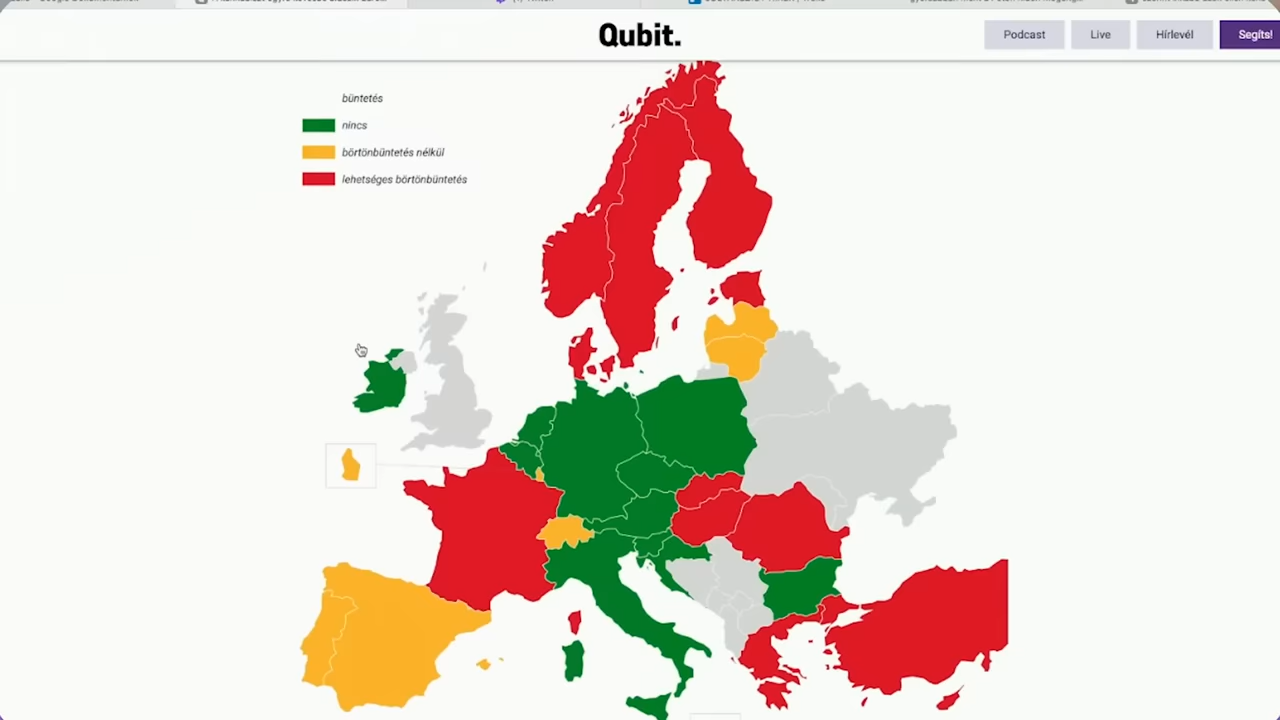 Qubit.
Podcast
Live
Hírlevél
Segíts!
büntetés
nincs
börtönbüntetés nélkül
lehetséges börtönbüntetés